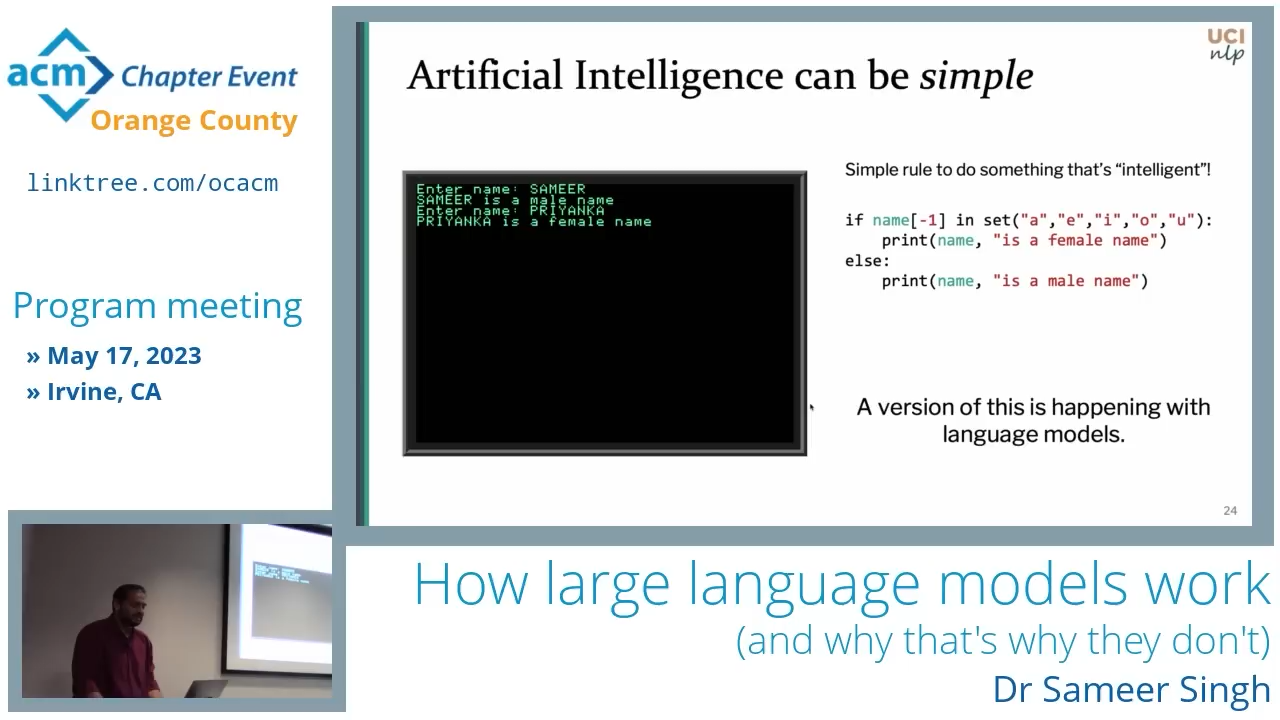 acm Chapter Event
Orange County
linktree.com/ocacm
Program meeting
» May 17, 2023
» Irvine, CA
UCI
nlp
Artificial Intelligence can be simple
Enter name: SAMEER
SAMEER is a male name
Enter name: PRIYANKA
PRIYANKA is a female name
Simple rule to do something that's “intelligent”!
if name[-1] in set("a","e","i","o","u"):
    print(name, "is a female name")
else:
    print(name, "is a male name")
A version of this is happening with
language models.
24
How large language models work
(and why that's why they don't)
Dr Sameer Singh